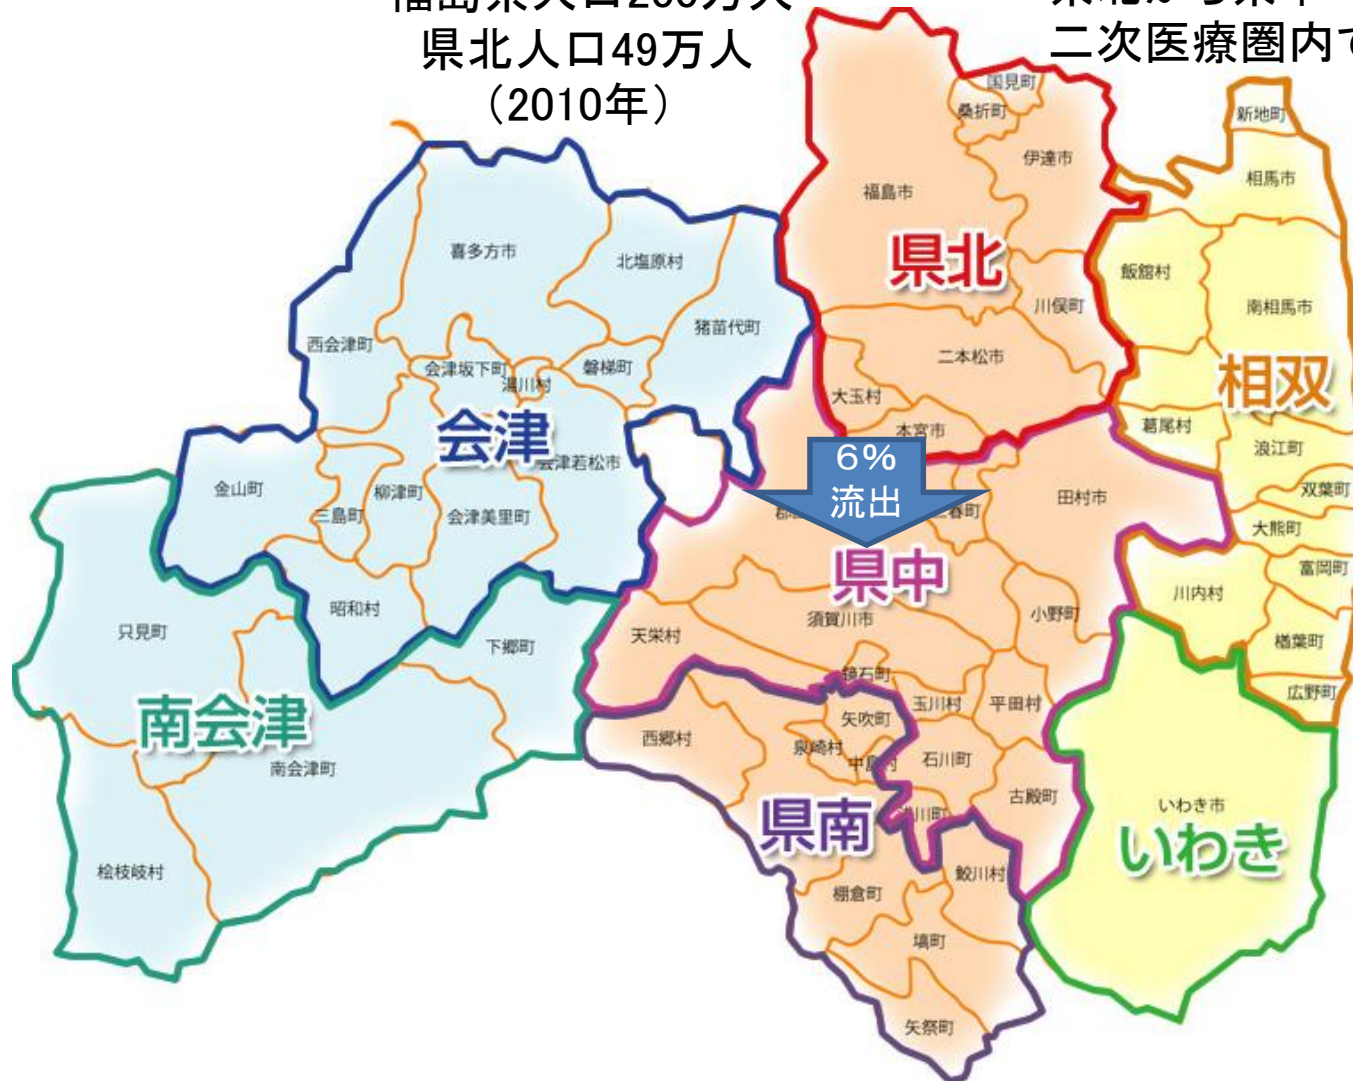 県北人口49万人
（2010年）
二次医療圏内で
国見町
桑折町
伊達市
福島市
県北
川俣町
二本松市
大玉村
本宮市
新地町
相馬市
飯舘村
南相馬市
相双
葛尾村
浪江町
双葉町
大熊町
富岡町
川内村
楢葉町
広野町
喜多方市
北塩原村
猪苗代町
西会津町
会津坂下町
湯川村
磐梯町
会津
会津若松市
金山町
三島町
柳津町
会津美里町
昭和村
只見町
下郷町
南会津
南会津町
桧枝岐村
6%
流出
田村市
県中
須賀川市
小野町
天栄村
鏡石町
玉川村
平田村
石川町
古殿町
西郷村
矢吹町
泉崎村
県南
棚倉町
鮫川村
塙町
矢祭町
いわき市
いわき